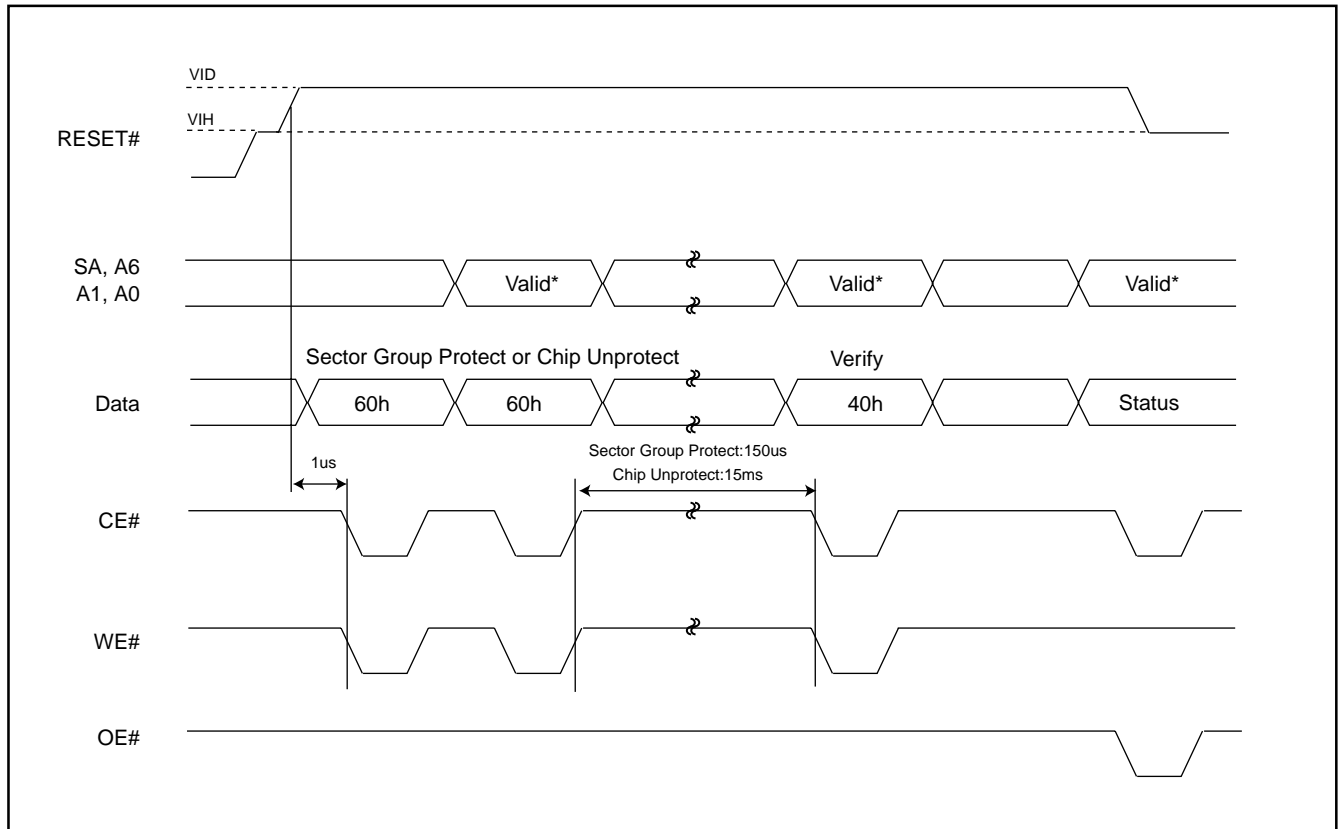 VID
VIH
RESET#
SA, A6
A1, A0
Valid*
Valid*
Valid*
Sector Group Protect or Chip Unprotect
Verify
Data
60h
60h
40h
Status
1us
Sector Group Protect:150us
Chip Unprotect:15ms
CE#
WE#
OE#